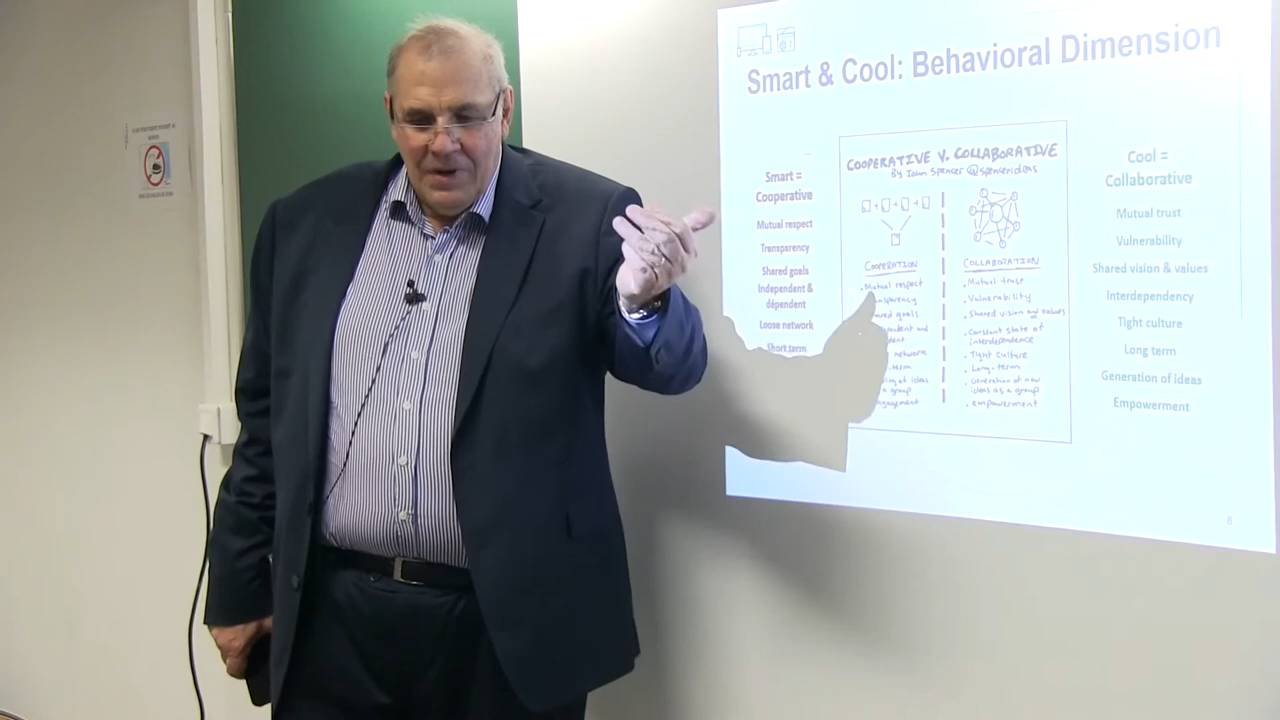 Smart & Cool: Behavioral Dimension
Smart =
Cooperative
Mutual respect
Transparency
Shared goals
Independent &
dependent
Loose network
Short term
COOPERATIVE V. COLLABORATIVE
By John Spencer @spencerideas
COOPERATION
• Mutual respect
network
COLLABORATION
• Mutual trust
• Vulnerability
• Shared vision and values
• Constant state of
interdependence
• Tight culture
• Long-term
• Generation of new
ideas as a group
• empowerment
Cool =
Collaborative
Mutual trust
Vulnerability
Shared vision & values
Interdependency
Tight culture
Long term
Generation of ideas
Empowerment
8